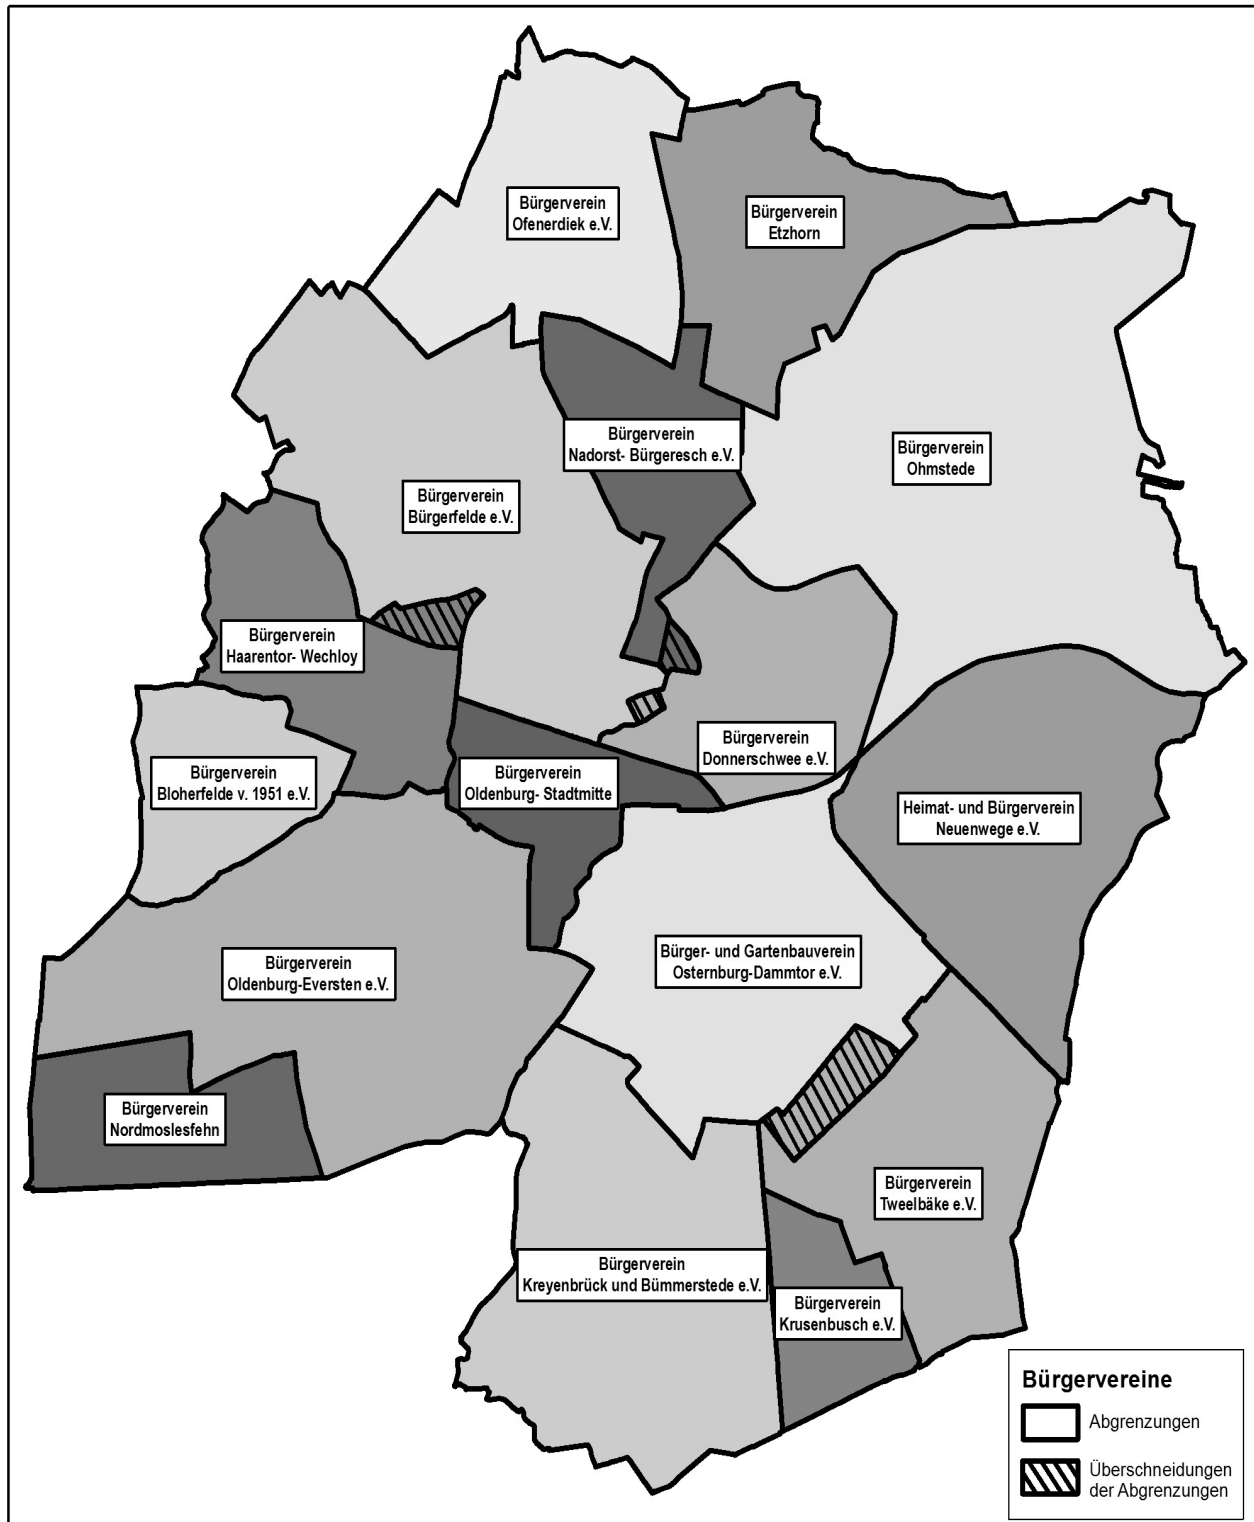 Bürgerverein
Ofenerdiek e.V.
Bürgerverein
Etzhorn
Bürgerverein
Nadorst- Bürgeresch e.V.
Bürgerverein
Ohmstede
Bürgerverein
Bürgerfelde e.V.
Bürgerverein
Haarentor- Wechloy
Bürgerverein
Bloherfelde v. 1951 e.V.
Bürgerverein
Oldenburg- Stadtmitte
Bürgerverein
Donnerschwee e.V.
Heimat- und Bürgerverein
Neuenwege e.V.
Bürgerverein
Oldenburg-Eversten e.V.
Bürger- und Gartenbauverein
Osternburg-Dammtor e.V.
Bürgerverein
Nordmoslesfehn
Bürgerverein
Tweelbäke e.V.
Bürgerverein
Kreyenbrück und Bümmerstede e.V.
Bürgerverein
Krusenbusch e.V.
Bürgervereine
Abgrenzungen
Überschneidungen
der Abgrenzungen